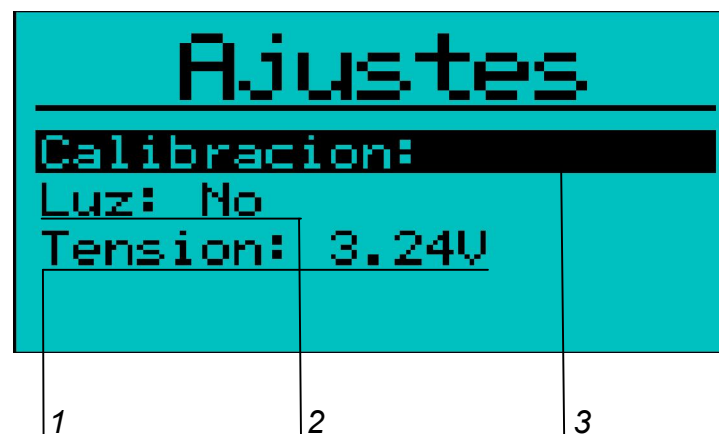 Ajustes
Calibracion:
Luz: No
Tension: 3.24V
1 2 3